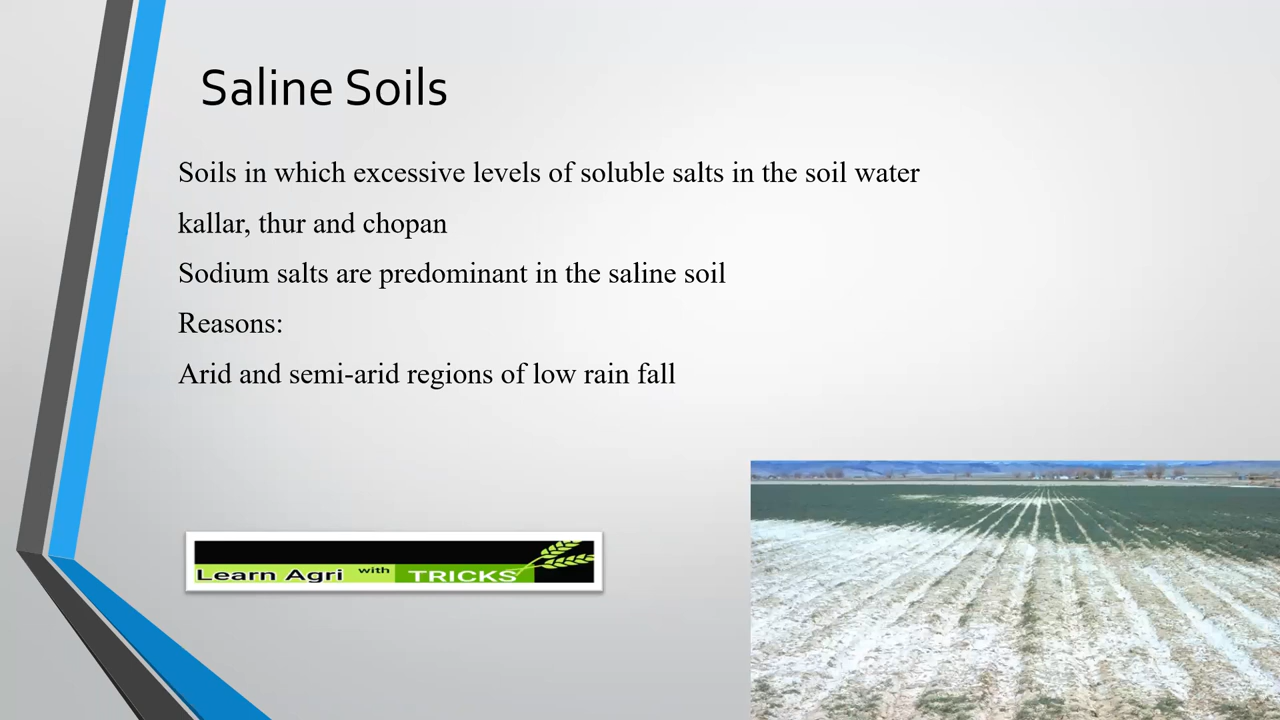 Saline Soils
Soils in which excessive levels of soluble salts in the soil water
kallar, thur and chopan
Sodium salts are predominant in the saline soil
Reasons:
Arid and semi-arid regions of low rain fall
Learn Agri with TRICKS